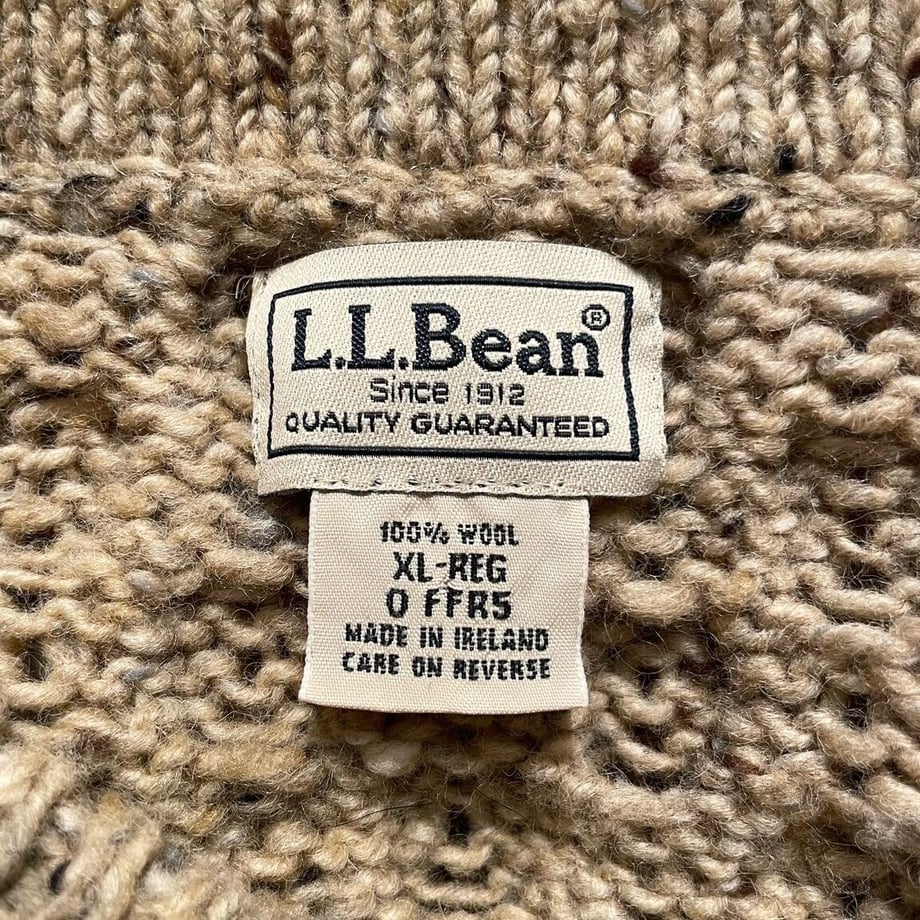 L.L.Bean®
Since 1912
QUALITY GUARANTEED
100% WOOL
XL-REG
0 FFR5
MADE IN IRELAND
CARE ON REVERSE